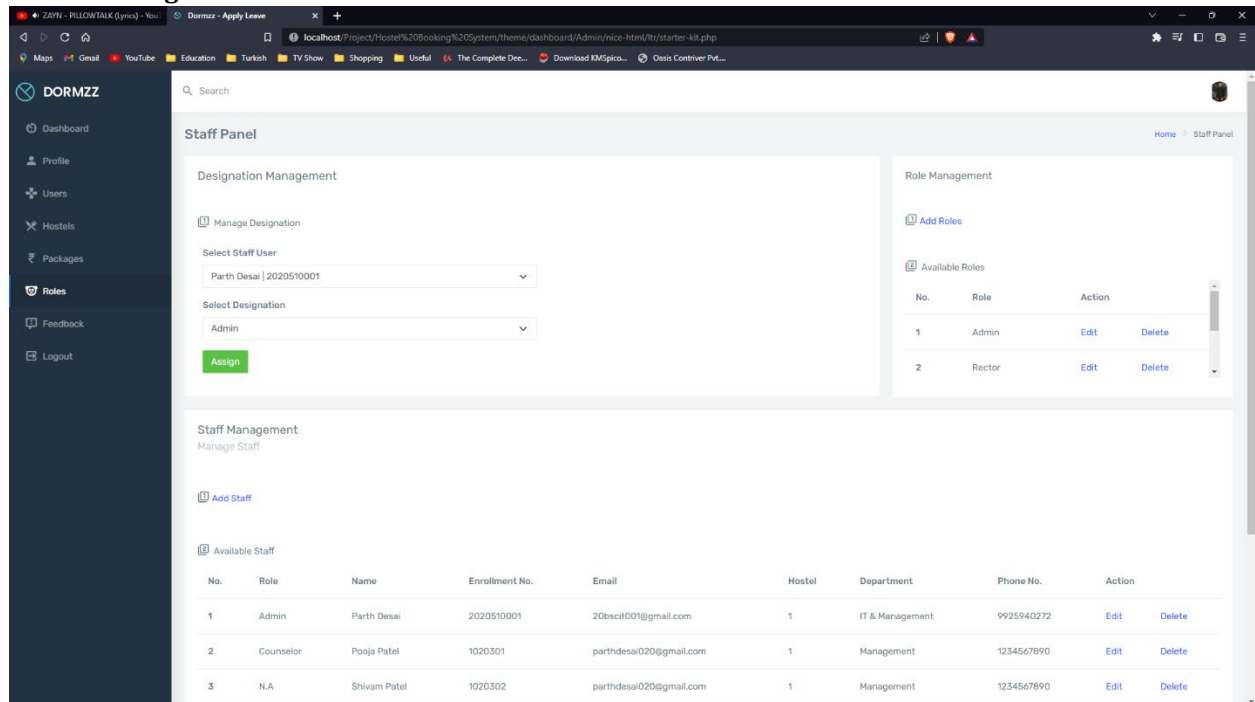 ZAYN - PILLOWTALK (Lyrics) - You
Dormzz - Apply Leave
localhost/Project/Hostel%20Booking%20System/theme/dashboard/Admin/nice-html/ltr/starter-kit.php
Maps Gmail YouTube Education Turkish TV Show Shopping Useful The Complete Dee... Download KMSpico... Oasis Contriver Pvt....
DORMZZ
Search
Dashboard
Profile
Users
Hostels
Packages
Roles
Feedback
Logout
Staff Panel
Home > Staff Panel
Designation Management
Manage Designation
Select Staff User
Parth Desai | 2020510001
Select Designation
Admin
Assign
Role Management
Add Roles
Available Roles
No. Role Action
1 Admin Edit Delete
2 Rector Edit Delete
Staff Management
Manage Staff
Add Staff
Available Staff
No. Role Name Enrollment No. Email Hostel Department Phone No. Action
1 Admin Parth Desai 2020510001 20bscit001@gmail.com 1 IT & Management 9925940272 Edit Delete
2 Counselor Pooja Patel 1020301 parthdesai020@gmail.com 1 Management 1234567890 Edit Delete
3 N.A Shivam Patel 1020302 parthdesai020@gmail.com 1 Management 1234567890 Edit Delete